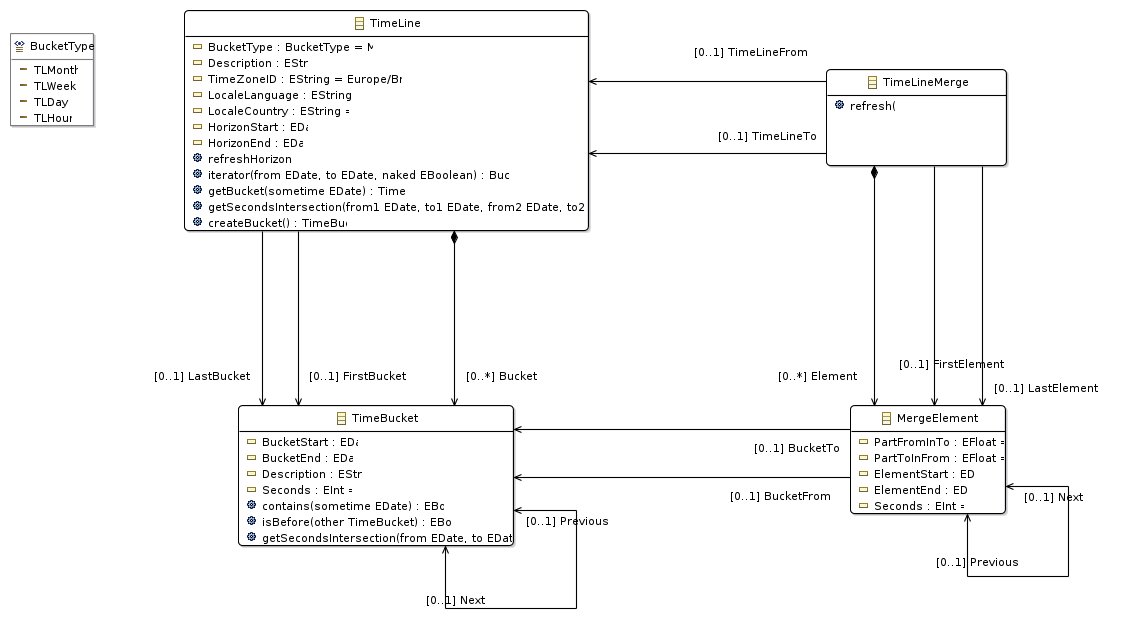 TimeLine
BucketType : BucketType = M
Description : EStr
TimeZoneID : EString = Europe/Br
LocaleLanguage : EString
LocaleCountry : EString =
HorizonStart : EDa
HorizonEnd : EDa
refreshHorizon
iterator(from EDate, to EDate, naked EBoolean) : Buc
getBucket(sometime EDate) : Time
getSecondsIntersection(from1 EDate, to1 EDate, from2 EDate, to2
createBucket() : TimeBuc
BucketType
TLMonth
TLWeek
TLDay
TLHour
[0..1] TimeLineFrom
[0..1] TimeLineTo
TimeLineMerge
refresh(
[0..1] LastBucket
[0..1] FirstBucket
[0..*] Bucket
[0..*] Element
[0..1] FirstElement
[0..1] LastElement
TimeBucket
BucketStart : EDa
BucketEnd : EDa
Description : EStr
Seconds : EInt =
contains(sometime EDate) : EBo
isBefore(other TimeBucket) : EBo
getSecondsIntersection(from EDate, to EDat
[0..1] BucketTo
[0..1] BucketFrom
[0..1] Previous
[0..1] Next
MergeElement
PartFromInTo : EFloat =
PartToInFrom : EFloat =
ElementStart : ED
ElementEnd : ED
Seconds : EInt =
[0..1] Next
[0..1] Previous